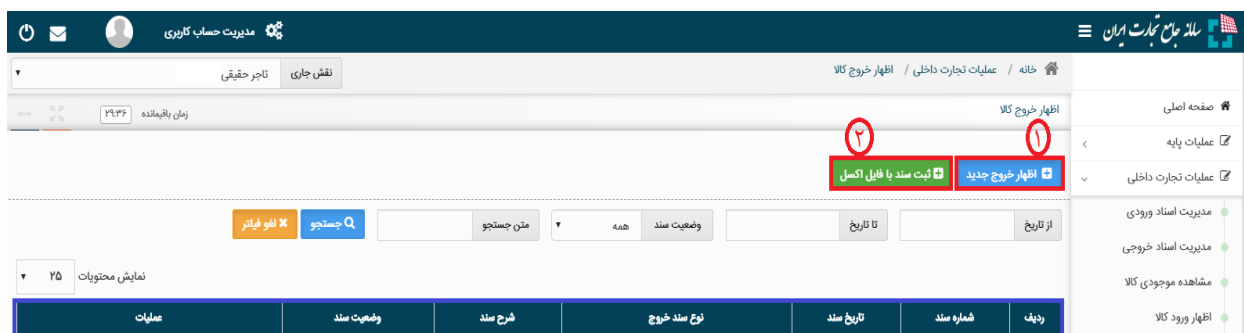 سامانه جامع تجارت ایران
مدیریت حساب کاربری
خانه / عملیات تجارت داخلی / اظهار خروج کالا
نقش جاری
تاجر حقیقی
صفحه اصلی
عملیات پایه
عملیات تجارت داخلی
مدیریت اسناد ورودی
مدیریت اسناد خروجی
مشاهده موجودی کالا
اظهار ورود کالا
اظهار خروج کالا
زمان باقیمانده ۲۹:۳۶
۱
۲
اظهار خروج جدید
ثبت سند با فایل اکسل
از تاریخ
تا تاریخ
وضعیت سند
همه
متن جستجو
جستجو
لغو فیلتر
نمایش محتویات ۲۵
ردیف
شماره سند
تاریخ سند
نوع سند خروج
شرح سند
وضعیت سند
عملیات